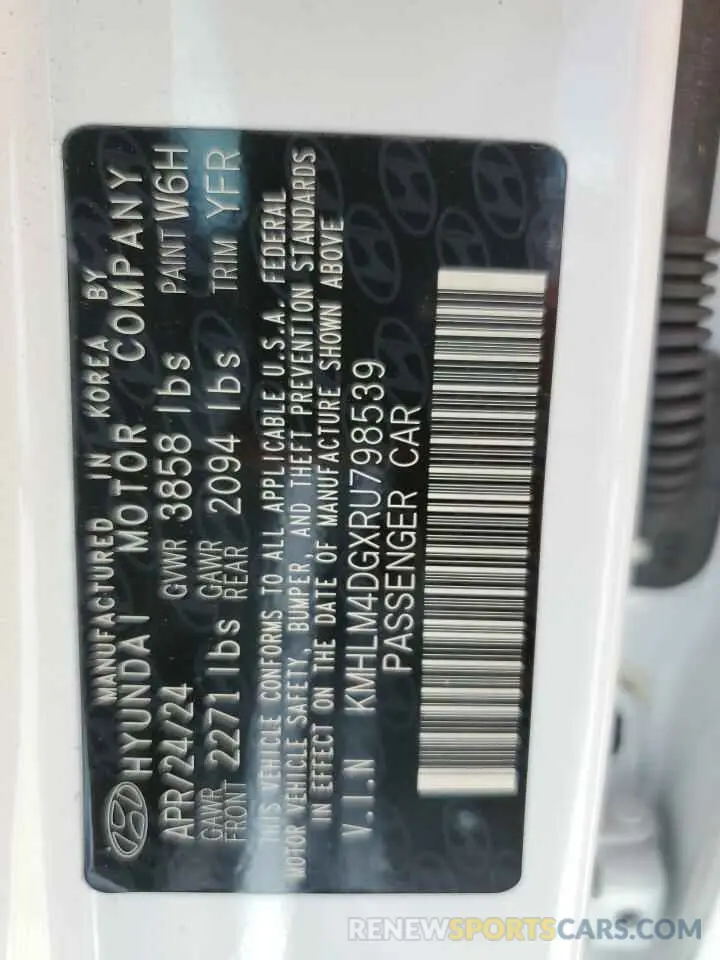 MANUFACTURED IN KOREA BY
HYUNDAI MOTOR COMPANY
APR/24/24 GVWR 3858 lbs PAINT W6H
GAWR FRONT 2271 lbs GAWR REAR 2094 lbs TRIM YFR
THIS VEHICLE CONFORMS TO ALL APPLICABLE U.S.A. FEDERAL
MOTOR VEHICLE SAFETY, BUMPER, AND THEFT PREVENTION STANDARDS
IN EFFECT ON THE DATE OF MANUFACTURE SHOWN ABOVE
V.I.N KMHLM4DGXRU798539
PASSENGER CAR
RENEWSPORTSCARS.COM